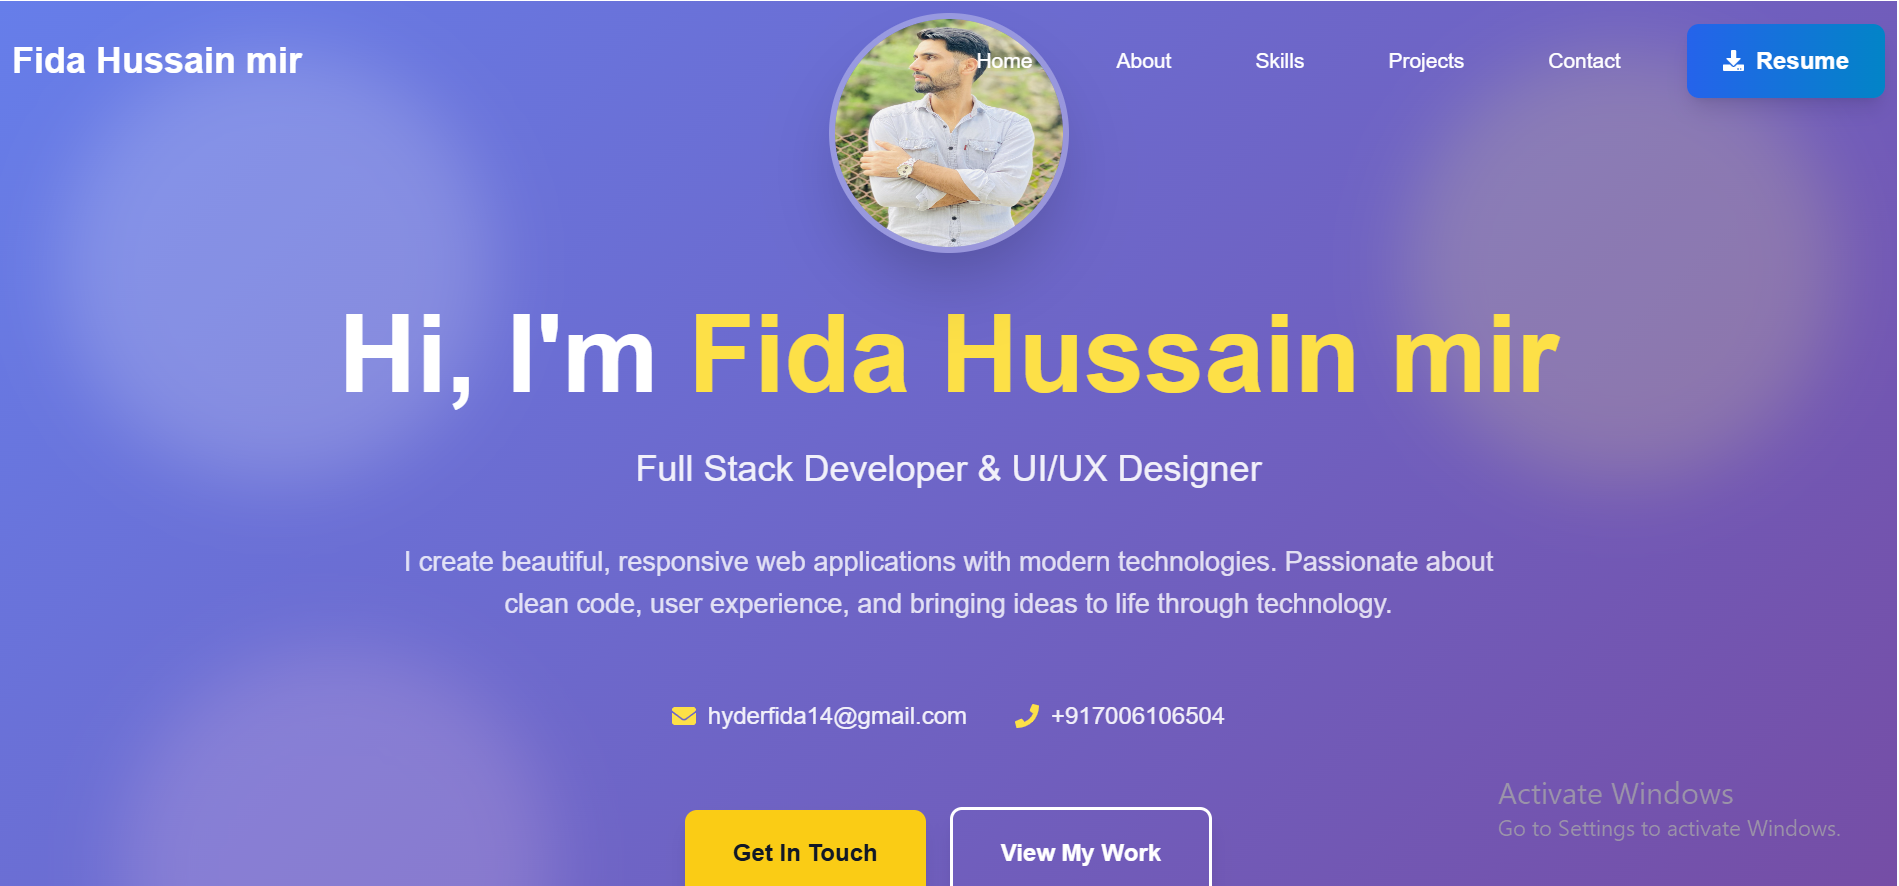 Fida Hussain mir
Home
About
Skills
Projects
Contact
Resume
Hi, I'm Fida Hussain mir
Full Stack Developer & UI/UX Designer
I create beautiful, responsive web applications with modern technologies. Passionate about
clean code, user experience, and bringing ideas to life through technology.
hyderfida14@gmail.com
+917006106504
Get In Touch
View My Work
Activate Windows
Go to Settings to activate Windows.